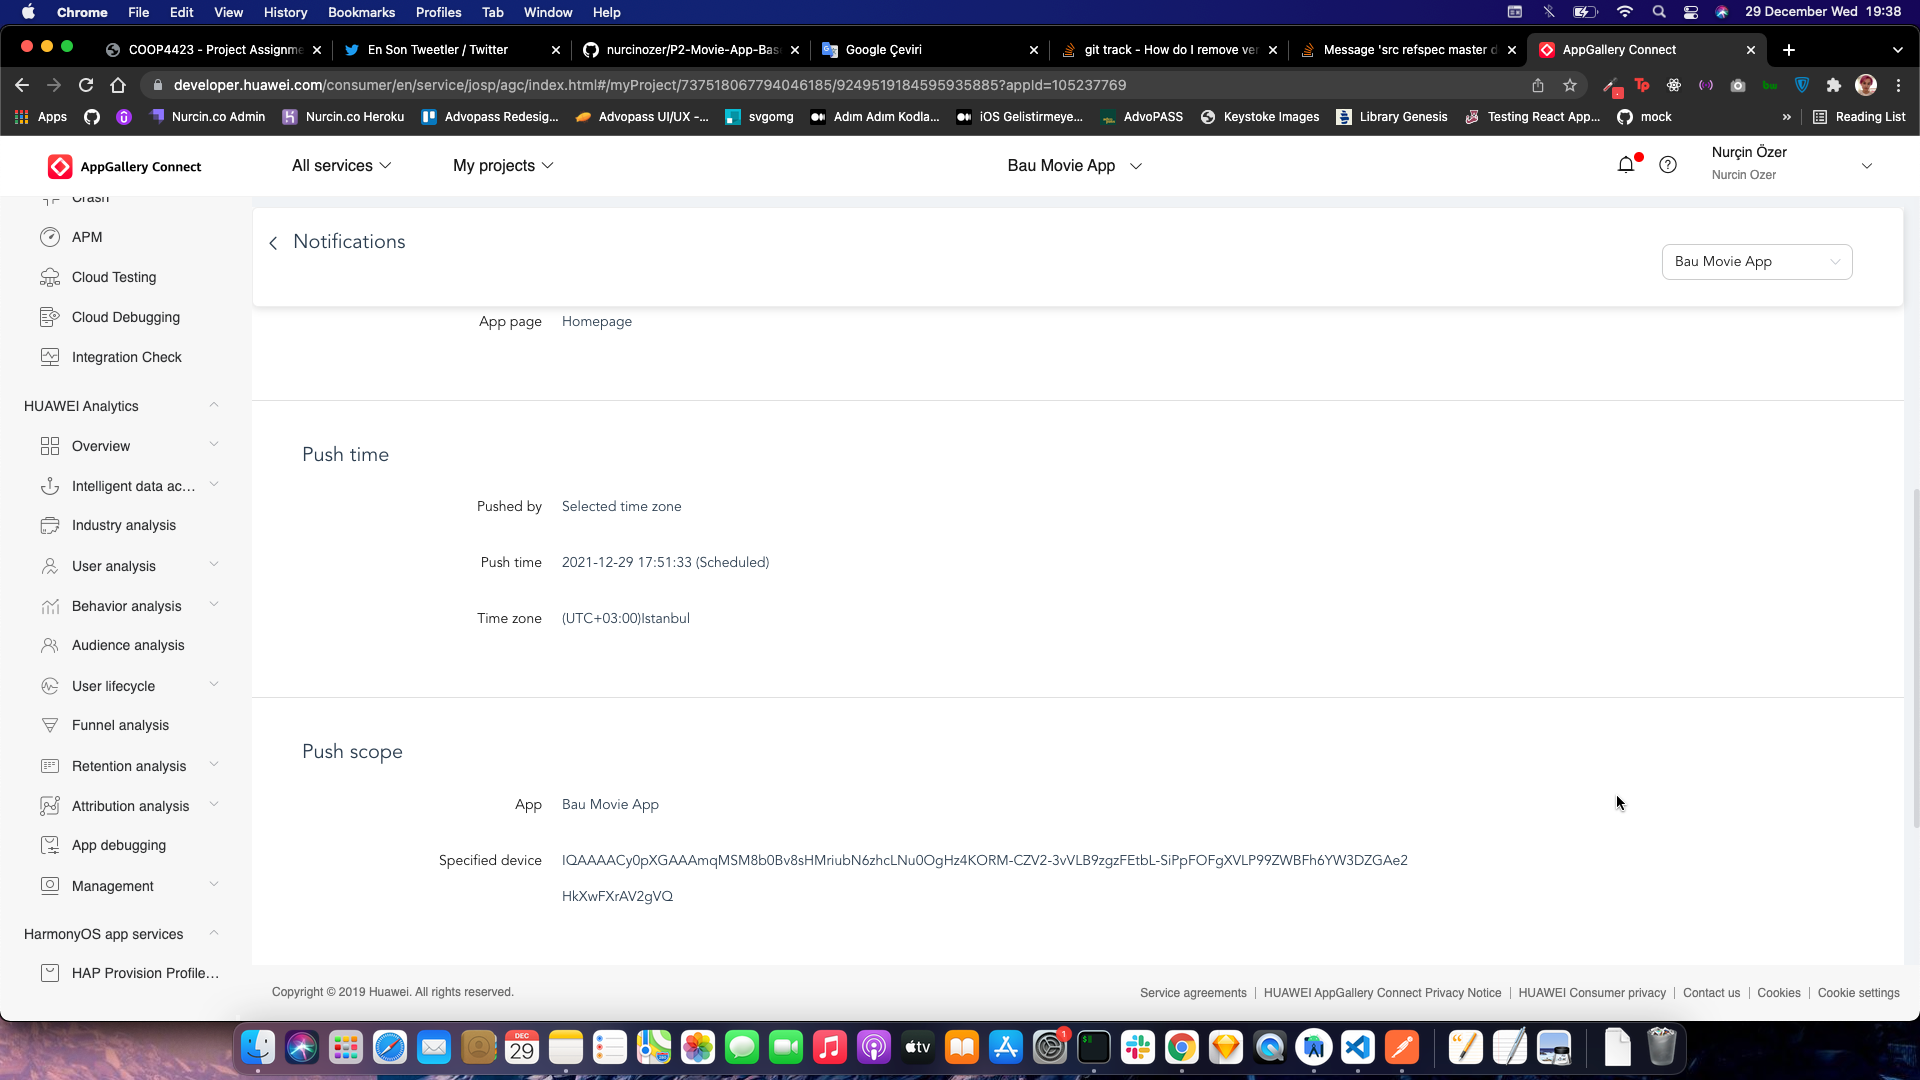 Chrome File Edit View History Bookmarks Profiles Tab Window Help 29 December Wed 19:38
COOP4423 - Project Assignme
En Son Tweetler / Twitter
nurcinozer/P2-Movie-App-Bas
Google Çeviri
git track - How do I remove ver
Message 'src refspec master d
AppGallery Connect
developer.huawei.com/consumer/en/service/josp/agc/index.html#/myProject/737518067794046185/9249519184595935885?appId=105237769
Apps Nurcin.co Admin Nurcin.co Heroku Advopass Redesig... Advopass UI/UX -... svgomg Adım Adım Kodla... iOS Gelistirmeye... AdvoPASS Keystoke Images Library Genesis Testing React App... mock » Reading List
AppGallery Connect All services My projects Bau Movie App
Nurçin Özer
Nurcin Ozer
Crash
APM
Cloud Testing
Cloud Debugging
Integration Check
HUAWEI Analytics
Overview
Intelligent data ac...
Industry analysis
User analysis
Behavior analysis
Audience analysis
User lifecycle
Funnel analysis
Retention analysis
Attribution analysis
App debugging
Management
HarmonyOS app services
HAP Provision Profile...
Notifications
Bau Movie App
App page Homepage
Push time
Pushed by Selected time zone
Push time 2021-12-29 17:51:33 (Scheduled)
Time zone (UTC+03:00)Istanbul
Push scope
App Bau Movie App
Specified device IQAAAACy0pXGAAAmqMSM8b0Bv8sHMriubN6zhcLNu0OgHz4KORM-CZV2-3vVLB9zgzFEtbL-SiPpFOFgXVLP99ZWBFh6YW3DZGAe2
HkXwFXrAV2gVQ
Copyright © 2019 Huawei. All rights reserved.
Service agreements | HUAWEI AppGallery Connect Privacy Notice | HUAWEI Consumer privacy | Contact us | Cookies | Cookie settings
DEC
29
tv
1